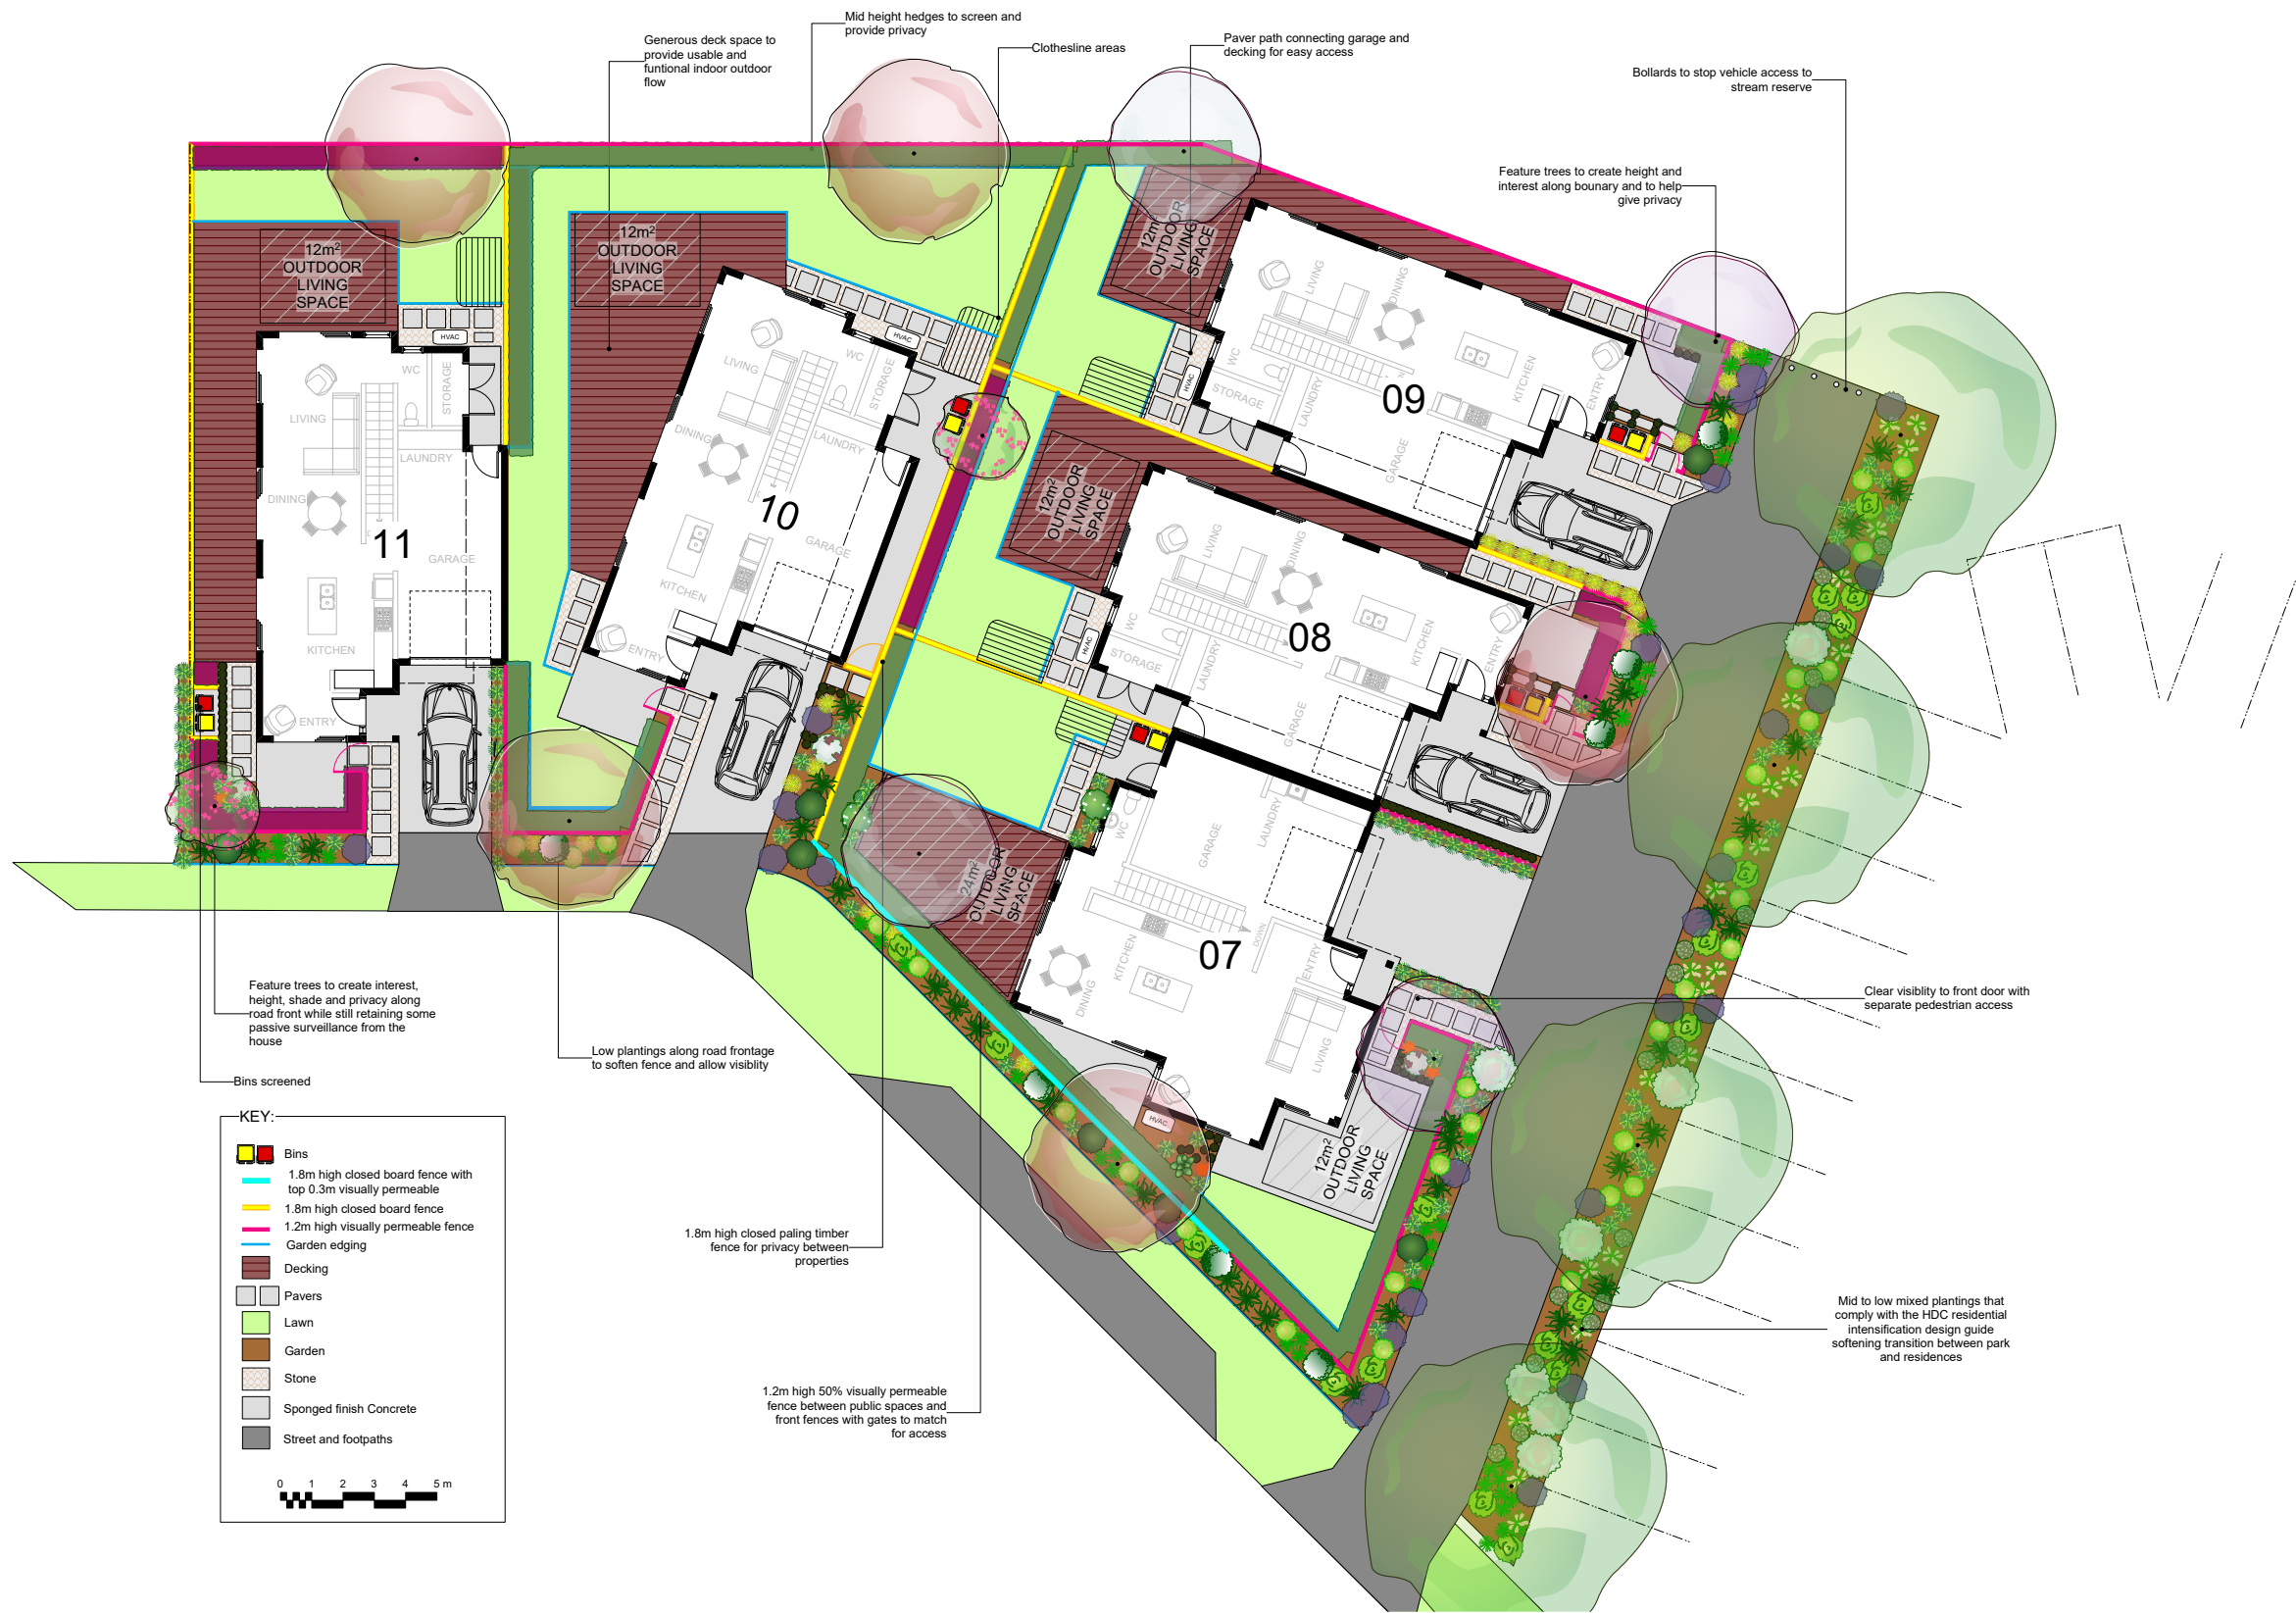 Mid height hedges to screen and
provide privacy
Generous deck space to
provide usable and
funtional indoor outdoor
flow
Clothesline areas
Paver path connecting garage and
decking for easy access
Bollards to stop vehicle access to
stream reserve
Feature trees to create height and
interest along bounary and to help
give privacy
12m²
OUTDOOR
LIVING
SPACE
HVAC
WC
STORAGE
LIVING
LAUNDRY
DINING
11
GARAGE
KITCHEN
ENTRY
12m²
OUTDOOR
LIVING
SPACE
HVAC
WC
STORAGE
LIVING
LAUNDRY
DINING
10
GARAGE
KITCHEN
ENTRY
12m²
OUTDOOR
LIVING
SPACE
HVAC
WC
STORAGE
LIVING
DINING
LAUNDRY
09
KITCHEN
GARAGE
ENTRY
12m²
OUTDOOR
LIVING
SPACE
HVAC
WC
STORAGE
LIVING
DINING
LAUNDRY
08
KITCHEN
GARAGE
ENTRY
24m²
OUTDOOR
LIVING
SPACE
WC
GARAGE
LAUNDRY
KITCHEN
DINING
07
DOWN
ENTRY
LIVING
HVAC
12m²
OUTDOOR
LIVING
SPACE
Clear visiblity to front door with
separate pedestrian access
Feature trees to create interest,
height, shade and privacy along
road front while still retaining some
passive surveillance from the
house
Low plantings along road frontage
to soften fence and allow visiblity
Bins screened
1.8m high closed paling timber
fence for privacy between
properties
1.2m high 50% visually permeable
fence between public spaces and
front fences with gates to match
for access
Mid to low mixed plantings that
comply with the HDC residential
intensification design guide
softening transition between park
and residences
KEY:
Bins
1.8m high closed board fence with
top 0.3m visually permeable
1.8m high closed board fence
1.2m high visually permeable fence
Garden edging
Decking
Pavers
Lawn
Garden
Stone
Sponged finish Concrete
Street and footpaths
0 1 2 3 4 5 m